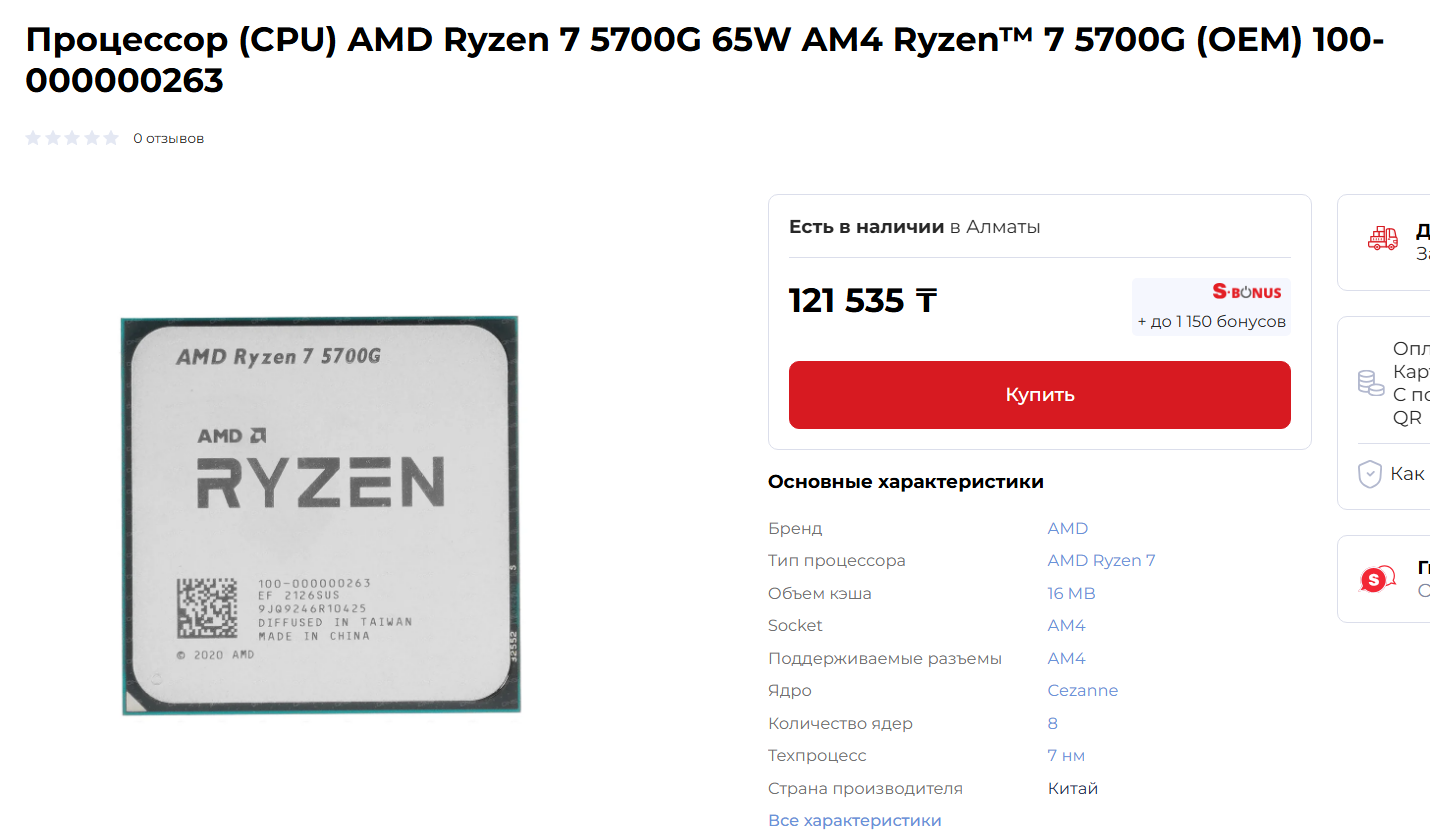 Процессор (CPU) AMD Ryzen 7 5700G 65W AM4 Ryzen™ 7 5700G (OEM) 100-
000000263
0 отзывов
AMD Ryzen 7 5700G
AMD
RYZEN
100-000000263
EF 2126SUS
9JQ9246R10425
DIFFUSED IN TAIWAN
MADE IN CHINA
© 2020 AMD
Есть в наличии в Алматы
121 535 ₸
S·BONUS
+ до 1 150 бонусов
Купить
Основные характеристики
Бренд AMD
Тип процессора AMD Ryzen 7
Объем кэша 16 MB
Socket AM4
Поддерживаемые разъемы AM4
Ядро Cezanne
Количество ядер 8
Техпроцесс 7 нм
Страна производителя Китай
Все характеристики
QR
Как
S